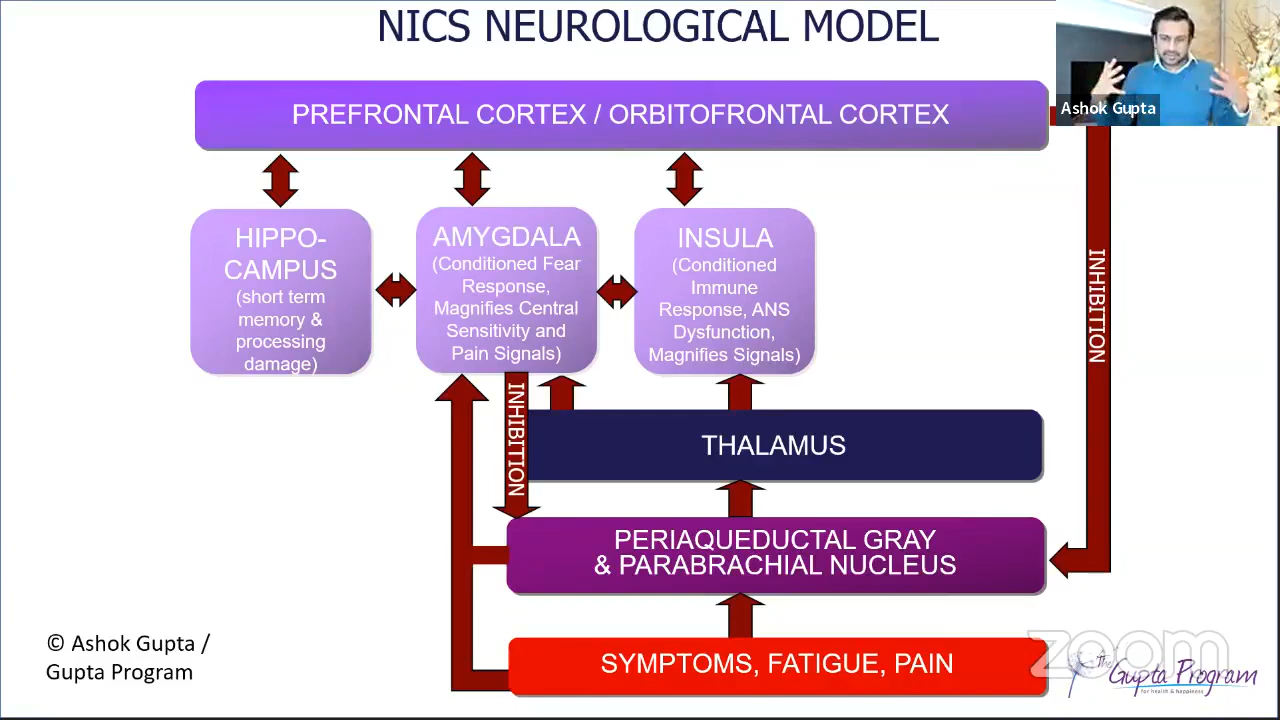 NICS NEUROLOGICAL MODEL
Ashok Gupta
PREFRONTAL CORTEX / ORBITOFRONTAL CORTEX
HIPPO-
CAMPUS
(short term
memory &
processing
damage)
AMYGDALA
(Conditioned Fear
Response,
Magnifies Central
Sensitivity and
Pain Signals)
INSULA
(Conditioned
Immune
Response, ANS
Dysfunction,
Magnifies Signals)
INHIBITION
INHIBITION
THALAMUS
PERIAQUEDUCTAL GRAY
& PARABRACHIAL NUCLEUS
SYMPTOMS, FATIGUE, PAIN
© Ashok Gupta /
Gupta Program
zoom
The
Gupta Program
for health & happiness